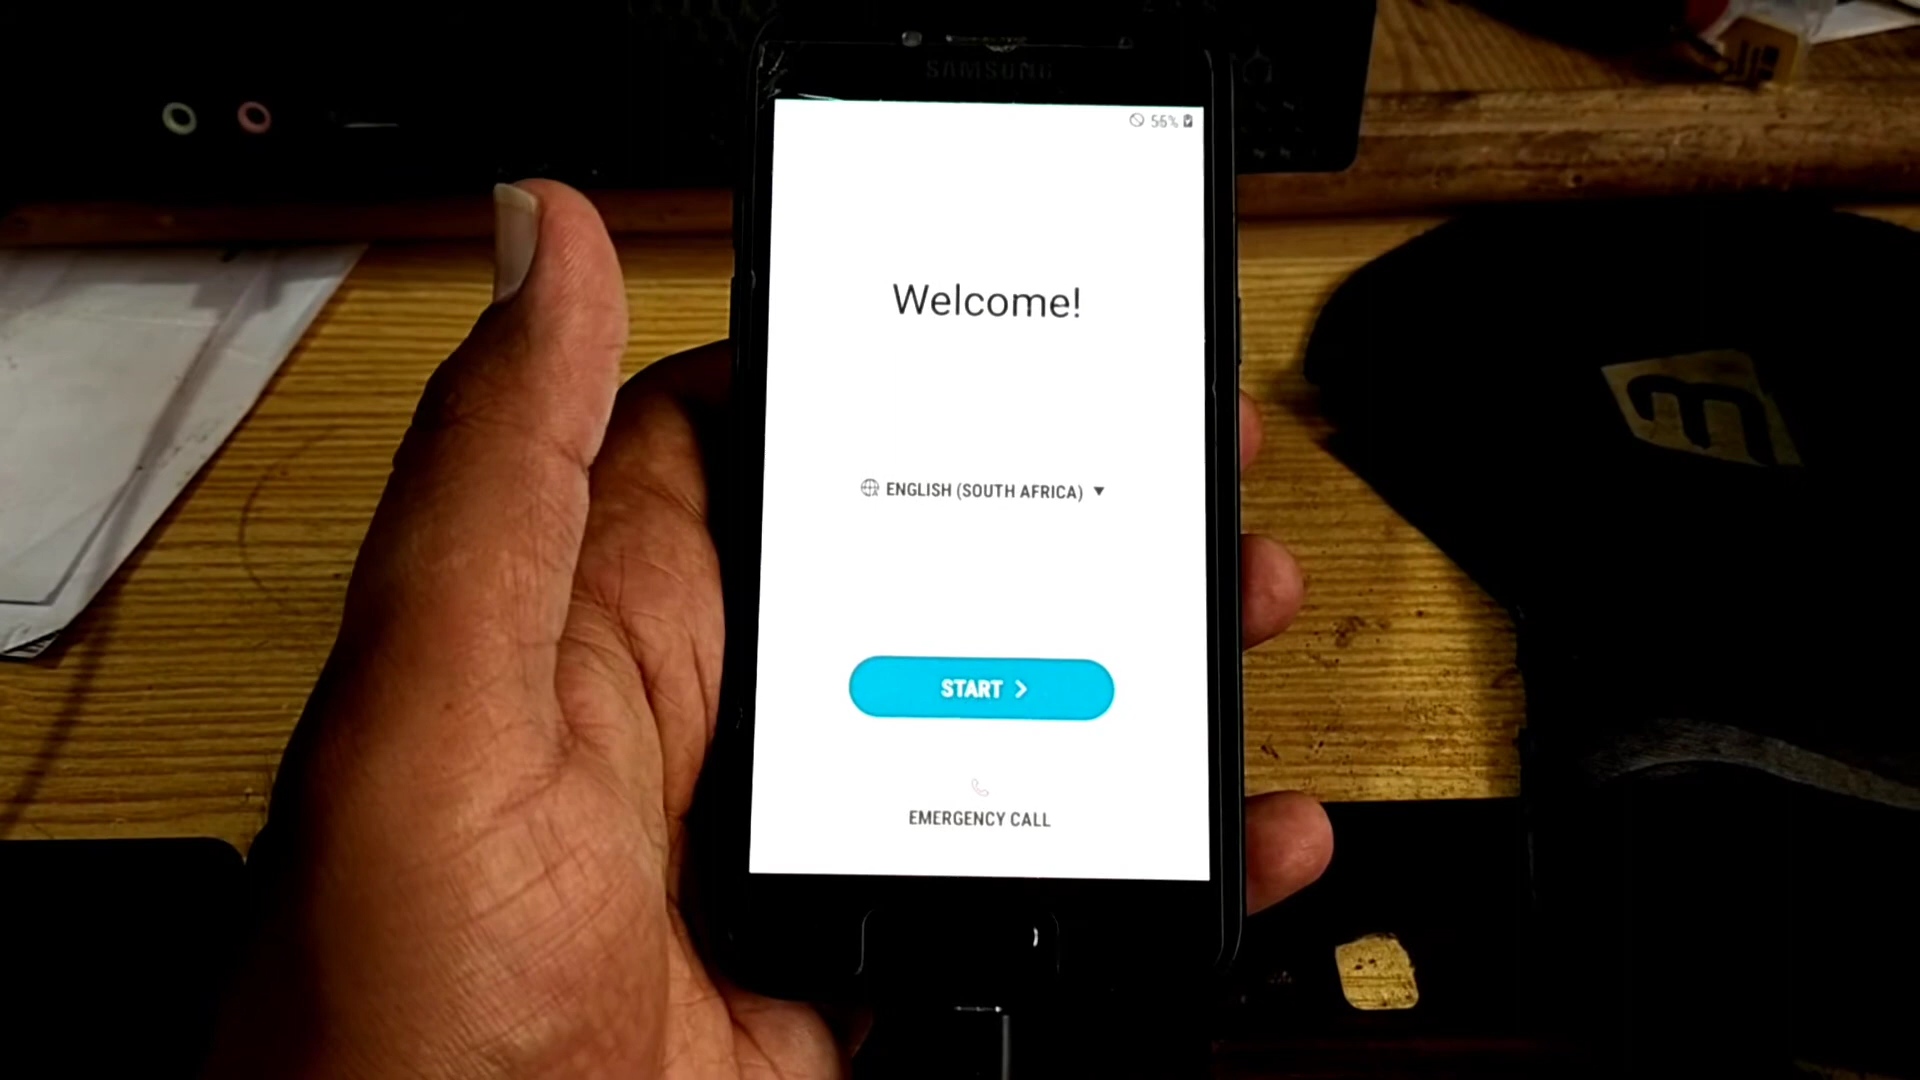 SAMSUNG
56%
Welcome!
ENGLISH (SOUTH AFRICA)
START
EMERGENCY CALL